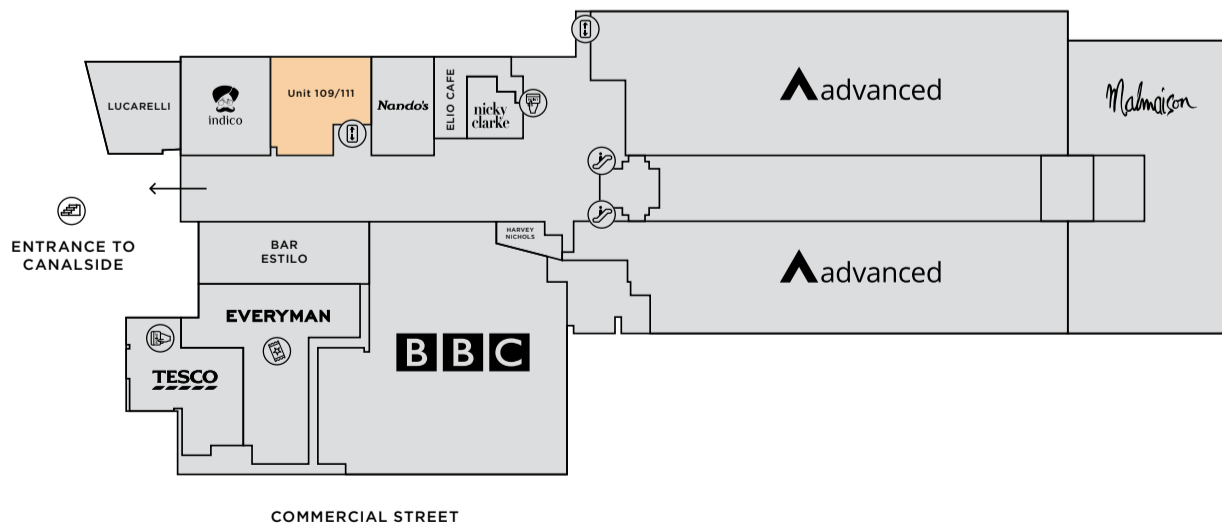 LUCARELLI
indico
Unit 109/111
Nando's
ELIO CAFE
nicky
clarke
advanced
Malmaison
ENTRANCE TO
CANALSIDE
BAR
ESTILO
HARVEY
NICHOLS
advanced
EVERYMAN
BBC
TESCO
COMMERCIAL STREET